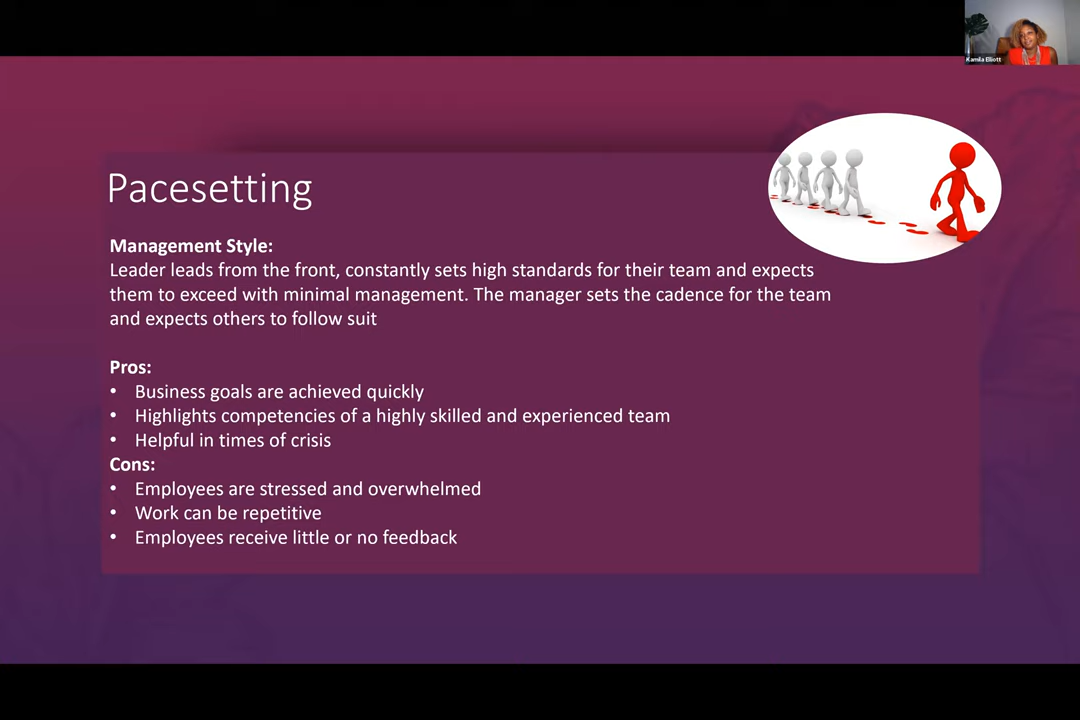 Kamila Elliott
Pacesetting
Management Style:
Leader leads from the front, constantly sets high standards for their team and expects
them to exceed with minimal management. The manager sets the cadence for the team
and expects others to follow suit
Pros:
• Business goals are achieved quickly
• Highlights competencies of a highly skilled and experienced team
• Helpful in times of crisis
Cons:
• Employees are stressed and overwhelmed
• Work can be repetitive
• Employees receive little or no feedback